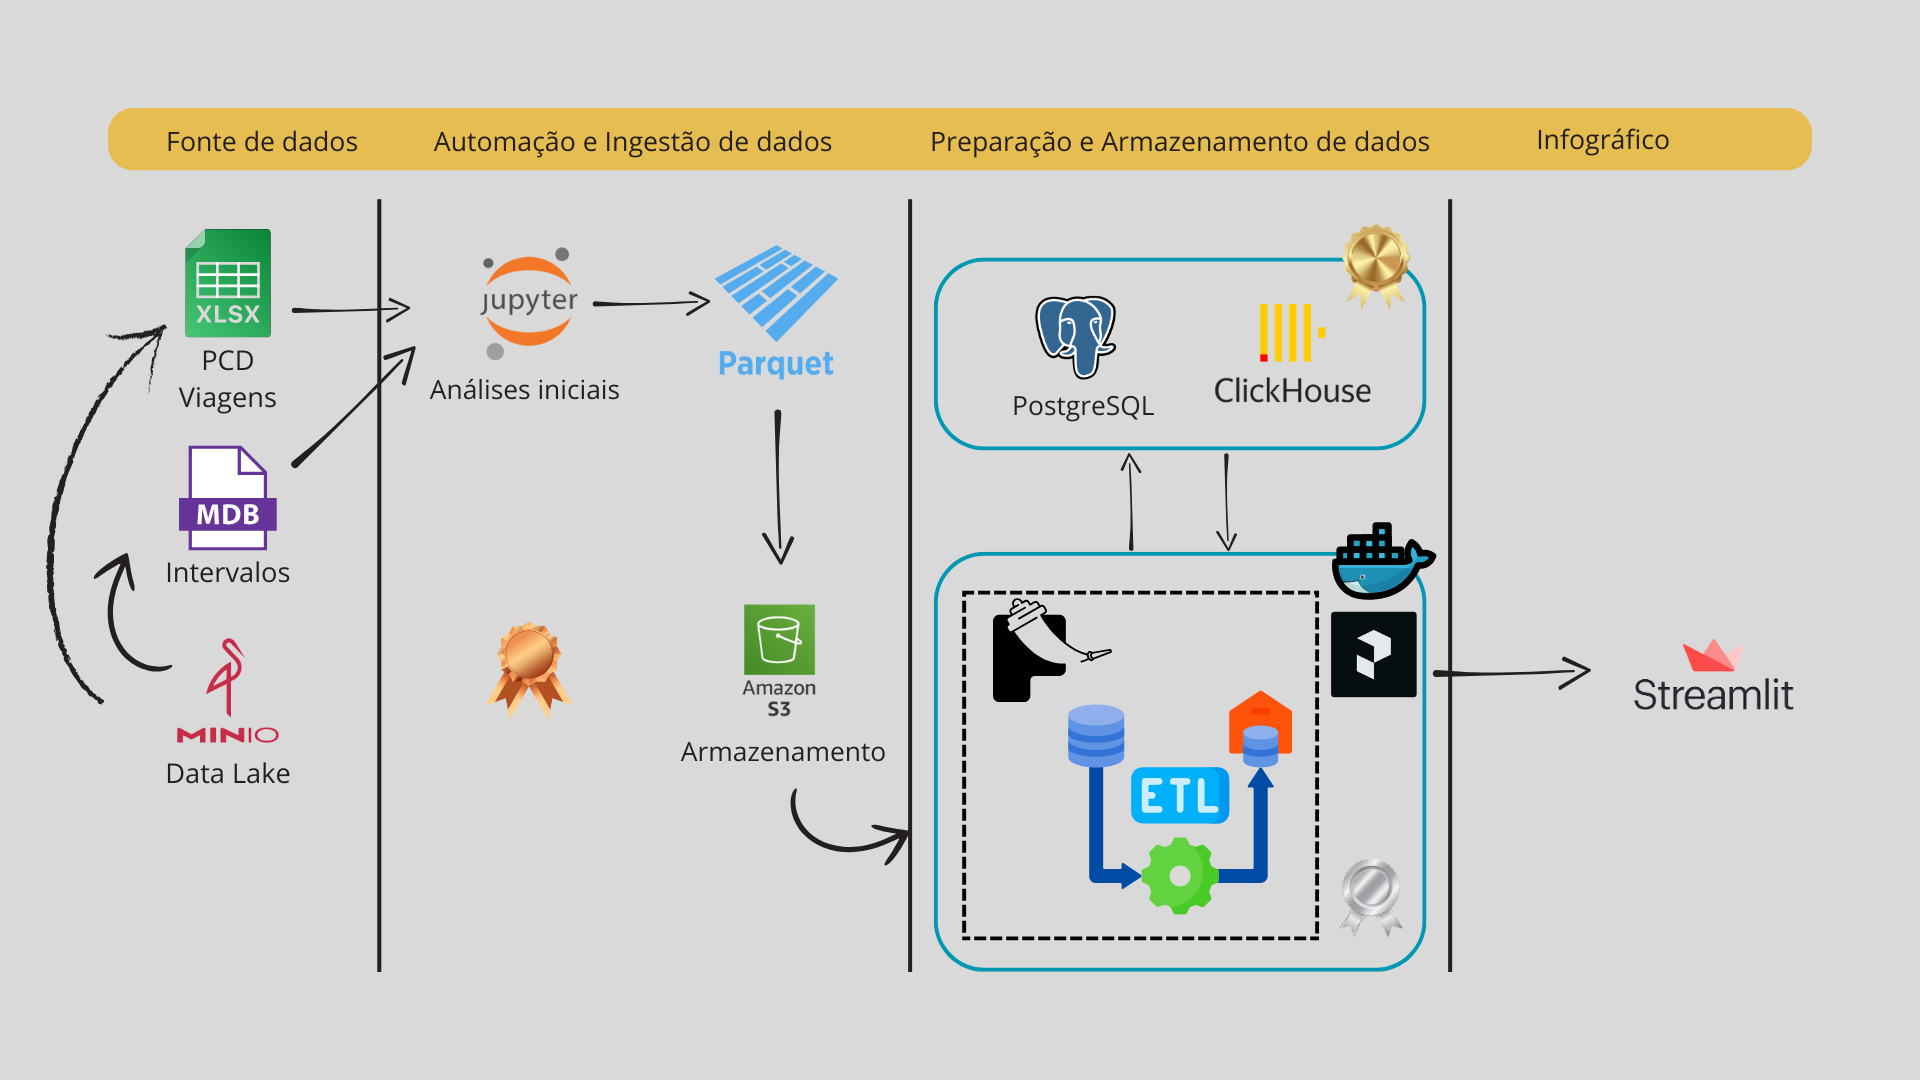 Fonte de dados
Automação e Ingestão de dados
Preparação e Armazenamento de dados
Infográfico
XLSX
PCD
Viagens
MDB
Intervalos
MINIO
Data Lake
jupyter
Análises iniciais
Parquet
Amazon
S3
Armazenamento
PostgreSQL
ClickHouse
ETL
Streamlit